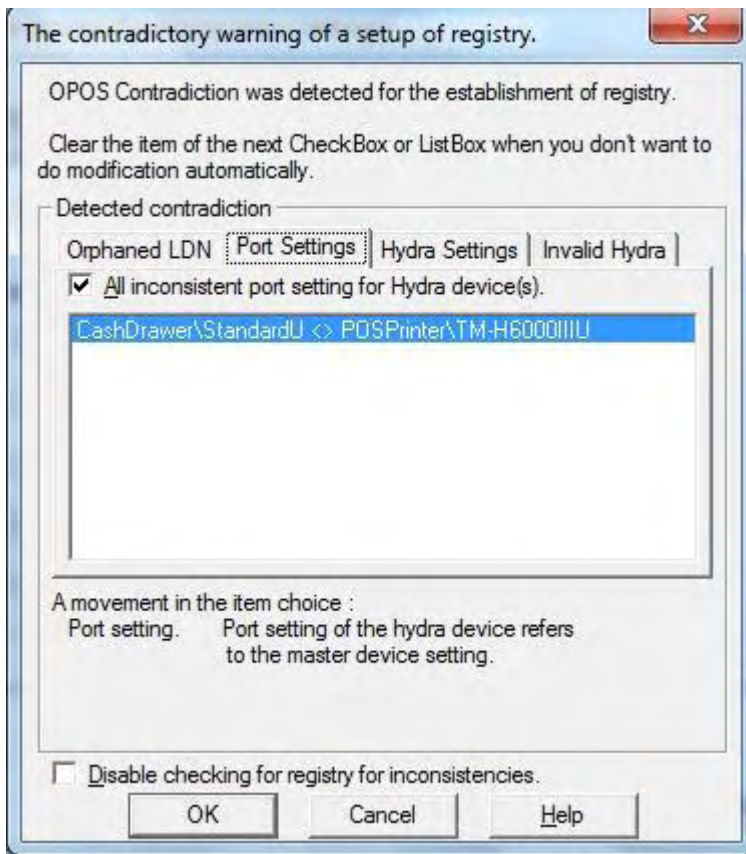 The contradictory warning of a setup of registry.
OPOS Contradiction was detected for the establishment of registry.
Clear the item of the next CheckBox or ListBox when you don't want to
do modification automatically.
Detected contradiction
Orphaned LDN Port Settings Hydra Settings Invalid Hydra
All inconsistent port setting for Hydra device(s).
CashDrawer\StandardU <> POSPrinter\TM-H6000IIIU
A movement in the item choice :
Port setting. Port setting of the hydra device refers
to the master device setting.
Disable checking for registry for inconsistencies.
OK Cancel Help